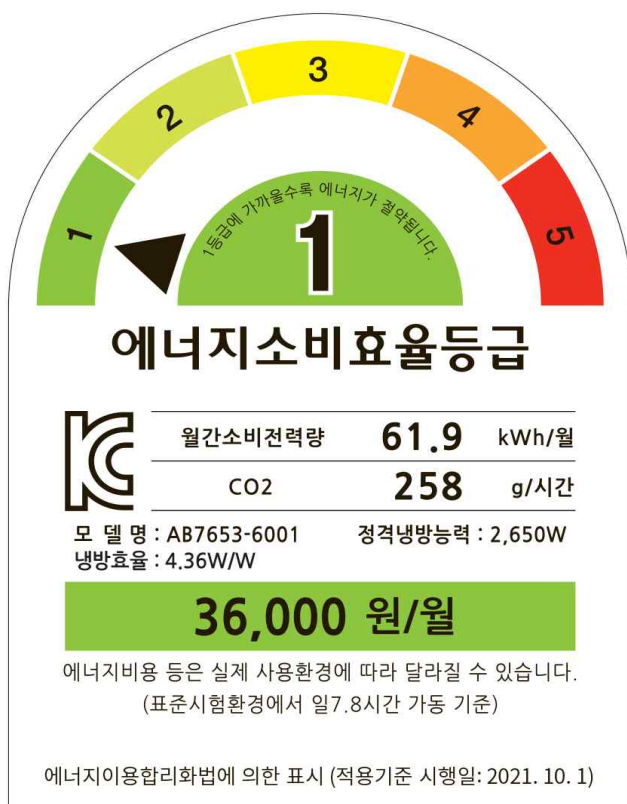 1
2
3
4
5
1등급에 가까울수록 에너지가 절약됩니다.
1
에너지소비효율등급
월간소비전력량 61.9 kWh/월
CO2 258 g/시간
모 델 명 : AB7653-6001 정격냉방능력 : 2,650W
냉방효율 : 4.36W/W
36,000 원/월
에너지비용 등은 실제 사용환경에 따라 달라질 수 있습니다.
(표준시험환경에서 일7.8시간 가동 기준)
에너지이용합리화법에 의한 표시 (적용기준 시행일: 2021. 10. 1)